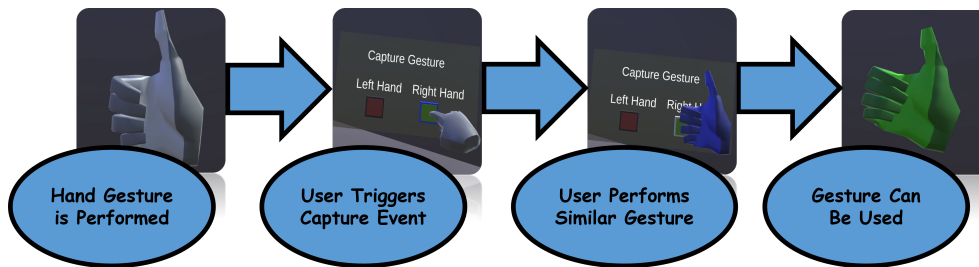 Capture Gesture
Left Hand Right Hand
Capture Gesture
Left Hand Right
Hand Gesture
is Performed
User Triggers
Capture Event
User Performs
Similar Gesture
Gesture Can
Be Used